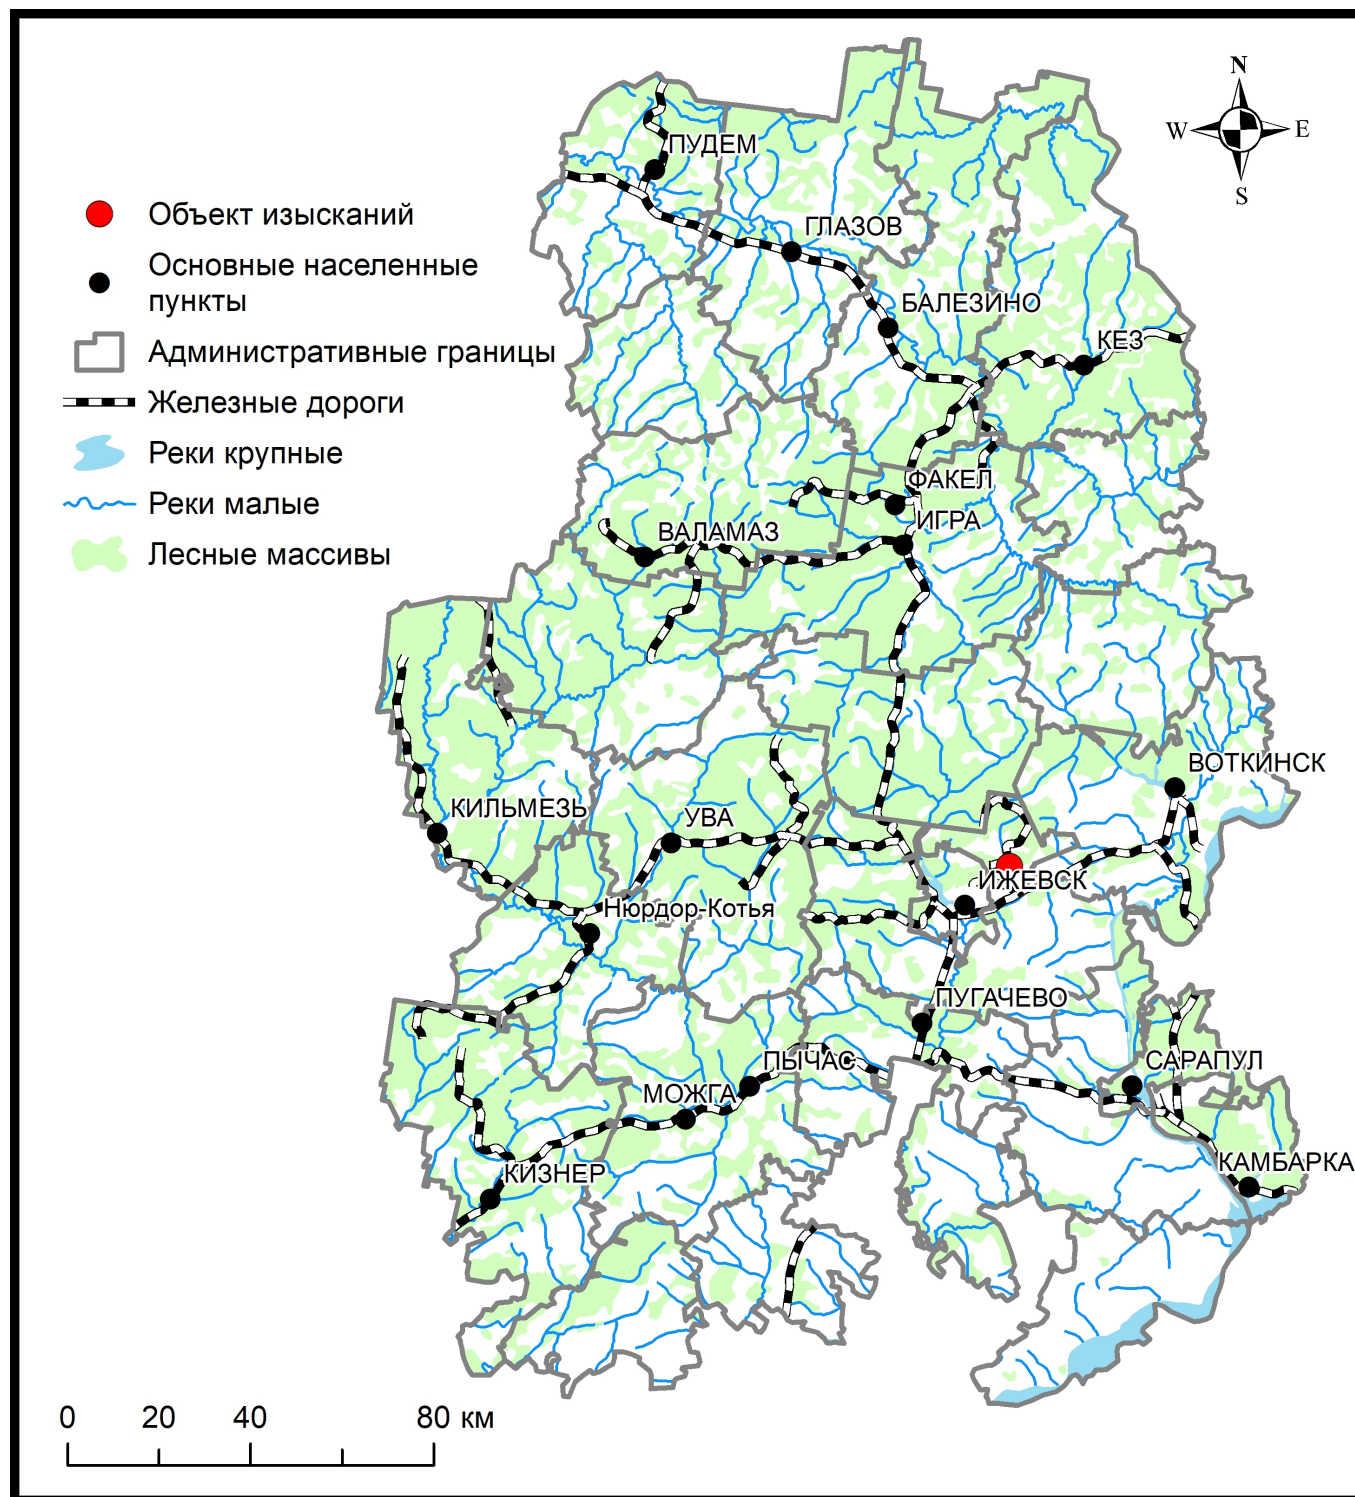 N
W
E
S
ПУДЕМ
Объект изысканий
ГЛАЗОВ
Основные населенные
пункты
БАЛЕЗИНО
КЕЗ
Административные границы
Железные дороги
Реки крупные
ФАКЕЛ
Реки малые
ИГРА
ВАЛАМАЗ
Лесные массивы
ВОТКИНСК
КИЛЬМЕЗЬ
УВА
ИЖЕВСК
Нюрдор-Котья
ПУГАЧЕВО
ПЫЧАС
САРАПУЛ
МОЖГА
КАМБАРКА
КИЗНЕР
0 20 40 80 км